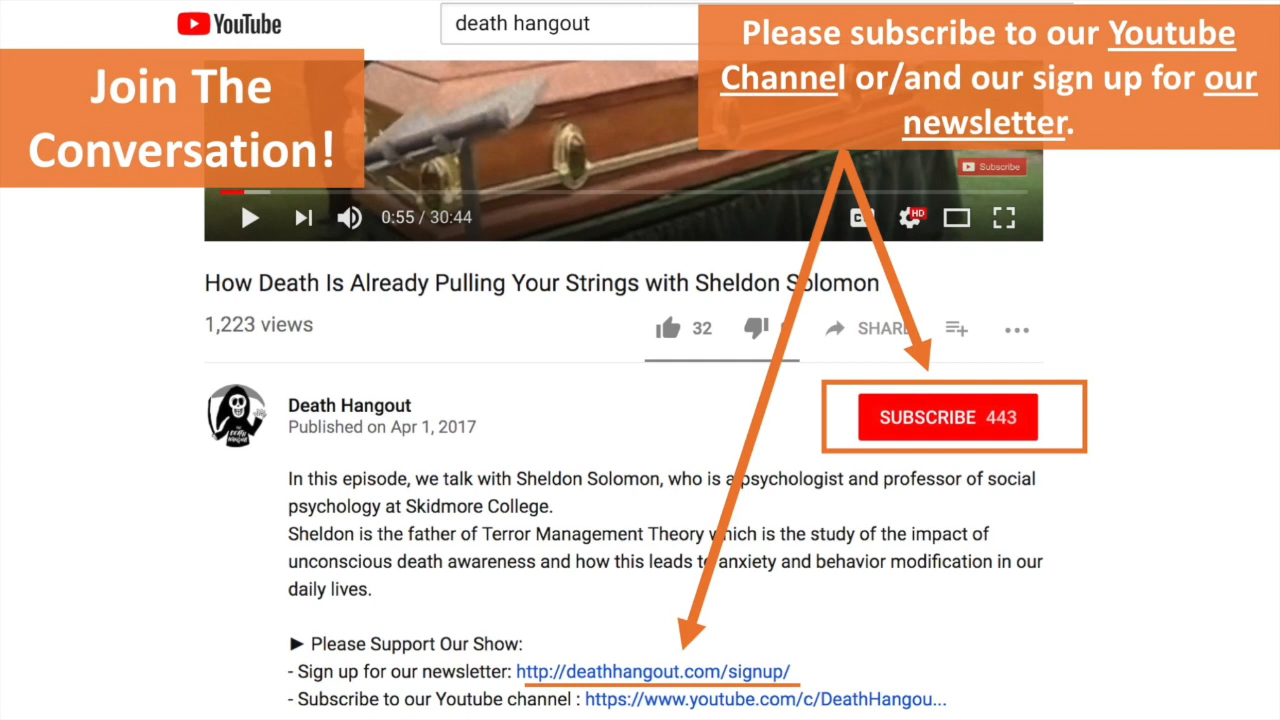 YouTube
death hangout
Join The
Conversation!
Please subscribe to our Youtube
Channel or/and our sign up for our
newsletter.
Subscribe
0:55 / 30:44
HD
How Death Is Already Pulling Your Strings with Sheldon Solomon
1,223 views
32
SHARE
Death Hangout
Published on Apr 1, 2017
SUBSCRIBE 443
In this episode, we talk with Sheldon Solomon, who is a psychologist and professor of social
psychology at Skidmore College.
Sheldon is the father of Terror Management Theory which is the study of the impact of
unconscious death awareness and how this leads to anxiety and behavior modification in our
daily lives.
► Please Support Our Show:
- Sign up for our newsletter: http://deathhangout.com/signup/
- Subscribe to our Youtube channel : https://www.youtube.com/c/DeathHangou...